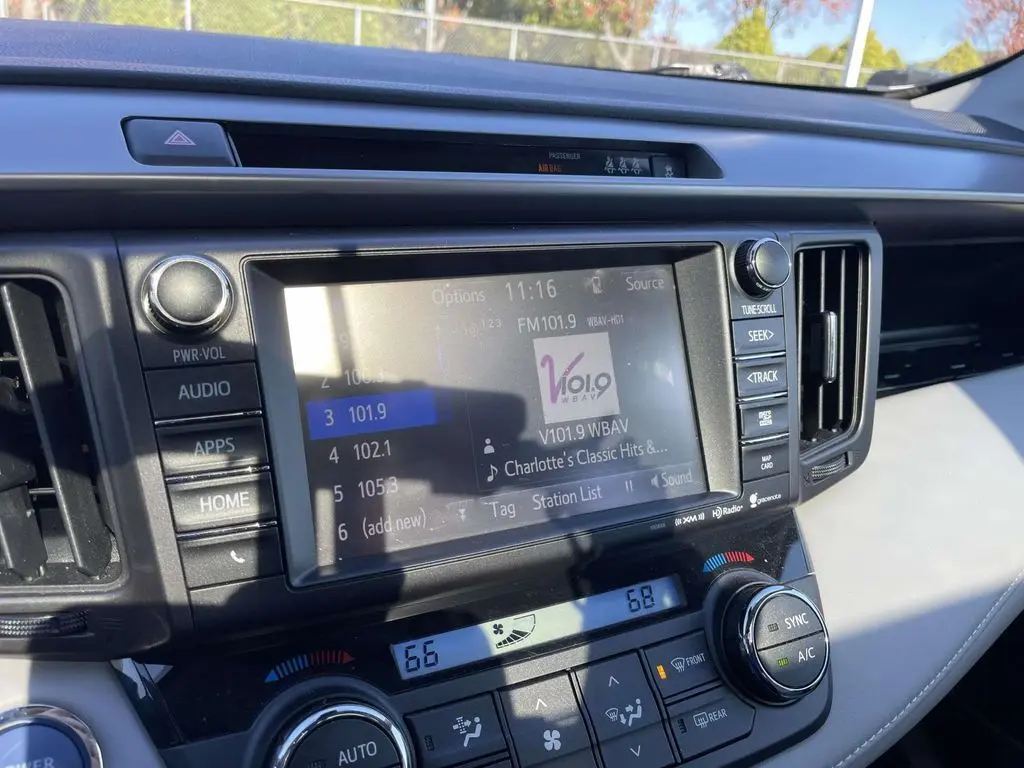 PASSENGER
AIR BAG
PWR-VOL
AUDIO
APPS
HOME
Options 11:16 Source
FM101.9 WBAV-HD1
V101.9
WBAV
3 101.9
4 102.1
5 105.3
6 (add new)
V101.9 WBAV
Charlotte's Classic Hits &...
Tag Station List Sound
TUNE•SCROLL
SEEK>
<TRACK
MAP
CARD
((XM))
HD Radio
gracenote
66
68
AUTO
FRONT
REAR
SYNC
A/C